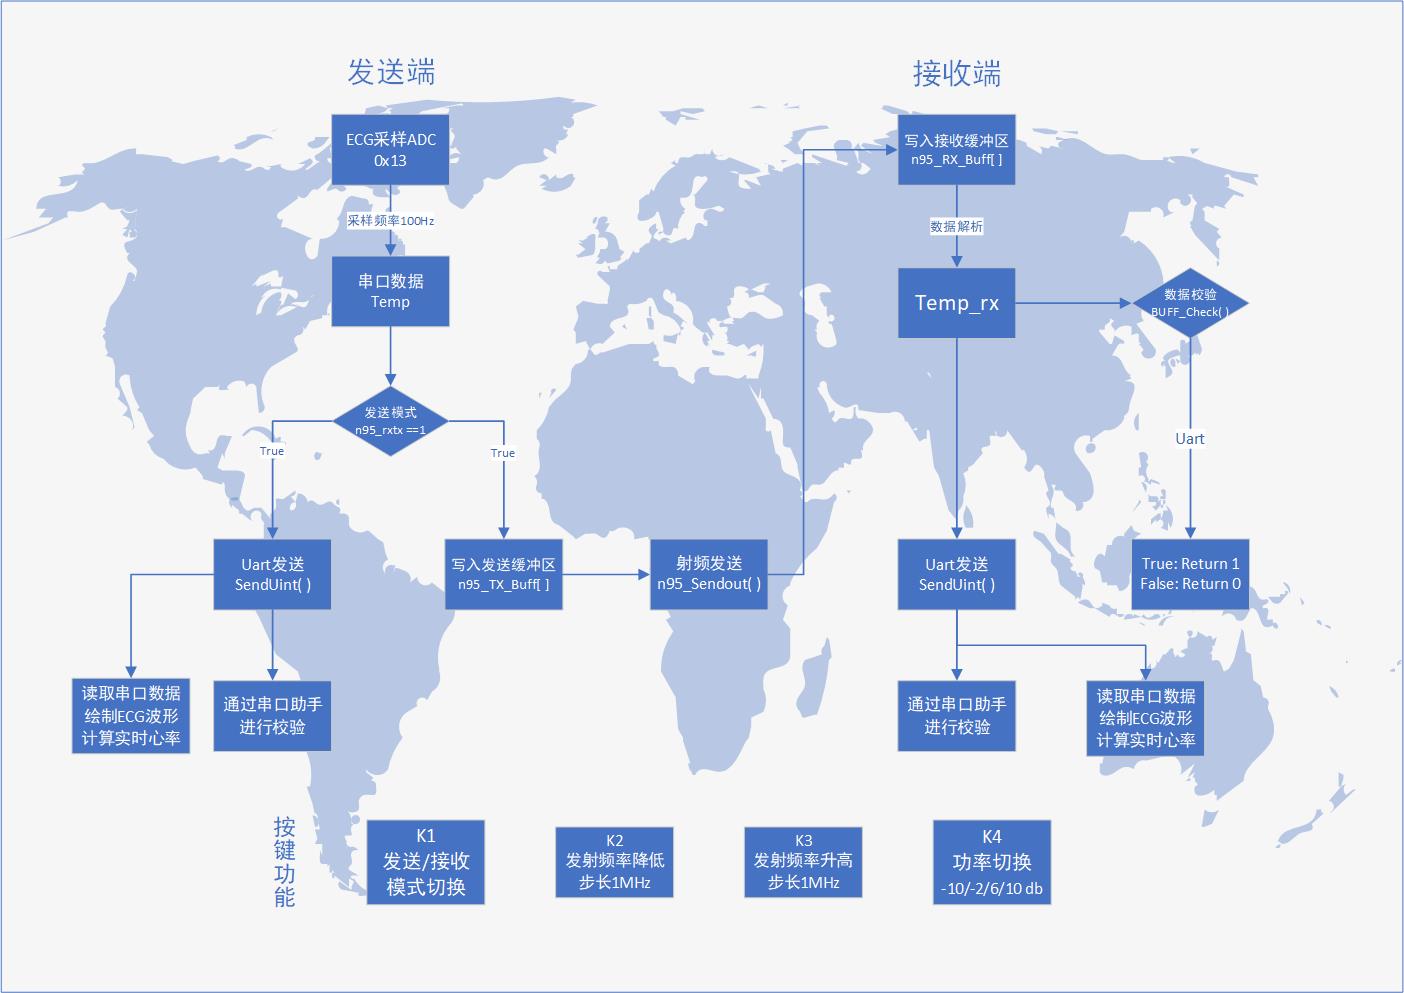 发送端
ECG采样ADC
0x13
采样频率100Hz
串口数据
Temp
发送模式
n95_rxtx ==1
True
True
Uart发送
SendUint( )
写入发送缓冲区
n95_TX_Buff[ ]
射频发送
n95_Sendout( )
读取串口数据
绘制ECG波形
计算实时心率
通过串口助手
进行校验
接收端
写入接收缓冲区
n95_RX_Buff[ ]
数据解析
Temp_rx
数据校验
BUFF_Check( )
Uart
Uart发送
SendUint( )
True: Return 1
False: Return 0
通过串口助手
进行校验
读取串口数据
绘制ECG波形
计算实时心率
按键功能
K1
发送/接收
模式切换
K2
发射频率降低
步长1MHz
K3
发射频率升高
步长1MHz
K4
功率切换
-10/-2/6/10 db